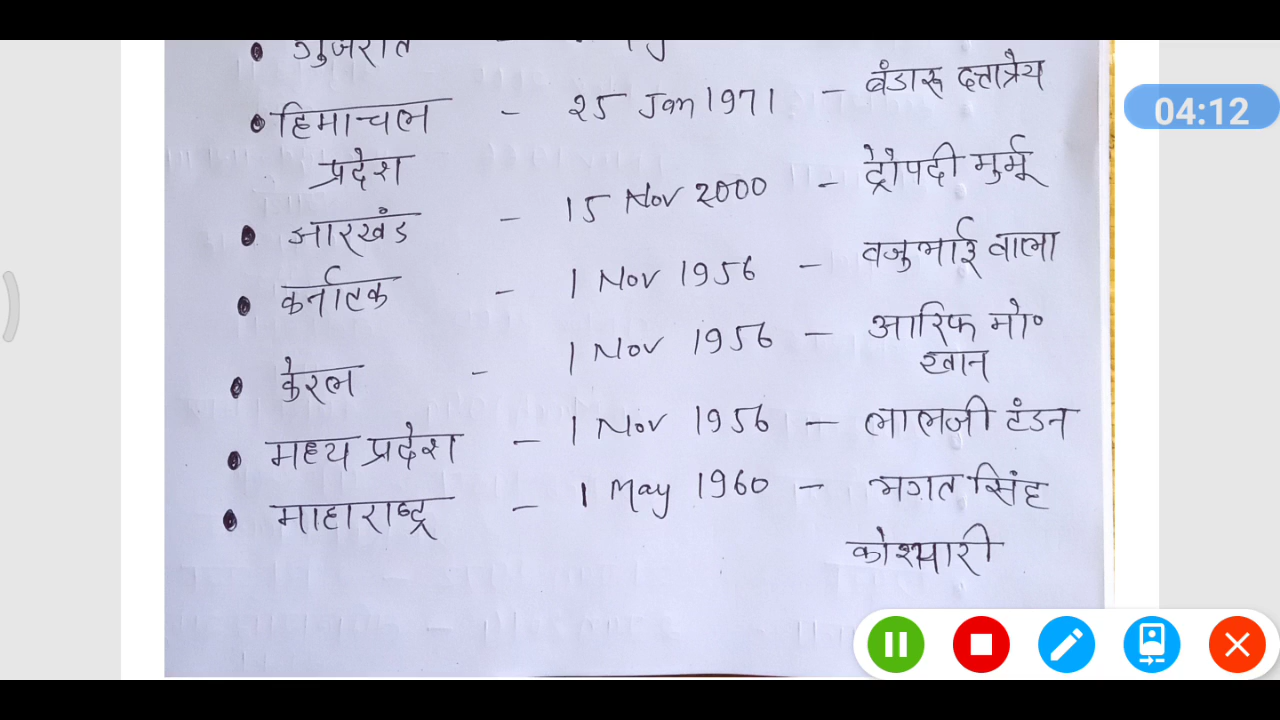 गुजरात
• हिमाचल - 25 Jan 1971 - बंडारू दत्तात्रेय
04:12
प्रदेश
• झारखंड - 15 Nov 2000 - द्रौपदी मुर्मू
• कर्नाटक - 1 Nov 1956 - वजुभाई वाला
• केरल - 1 Nov 1956 - आरिफ मो०
खान
• मध्य प्रदेश - 1 Nov 1956 - लालजी टंडन
• माहाराष्ट्र - 1 May 1960 - भगत सिंह
कोश्यारी